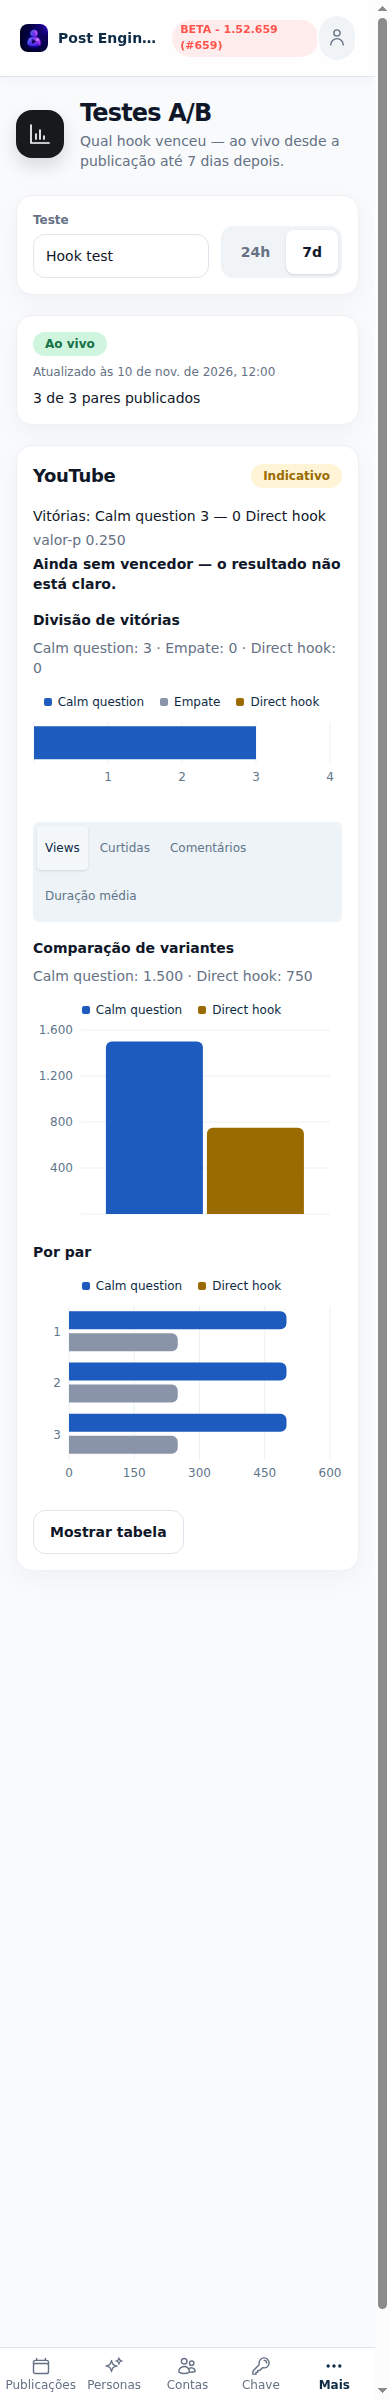 Post Engin...
BETA - 1.52.659
(#659)
Testes A/B
Qual hook venceu — ao vivo desde a
publicação até 7 dias depois.
Teste
Hook test
24h
7d
Ao vivo
Atualizado às 10 de nov. de 2026, 12:00
3 de 3 pares publicados
YouTube
Indicativo
Vitórias: Calm question 3 — 0 Direct hook
valor-p 0.250
Ainda sem vencedor — o resultado não
está claro.
Divisão de vitórias
Calm question: 3 · Empate: 0 · Direct hook:
0
Calm question
Empate
Direct hook
1 2 3 4
Views
Curtidas
Comentários
Duração média
Comparação de variantes
Calm question: 1.500 · Direct hook: 750
Calm question
Direct hook
1.600
1.200
800
400
Por par
Calm question
Direct hook
1
2
3
0 150 300 450 600
Mostrar tabela
Publicações
Personas
Contas
Chave
Mais